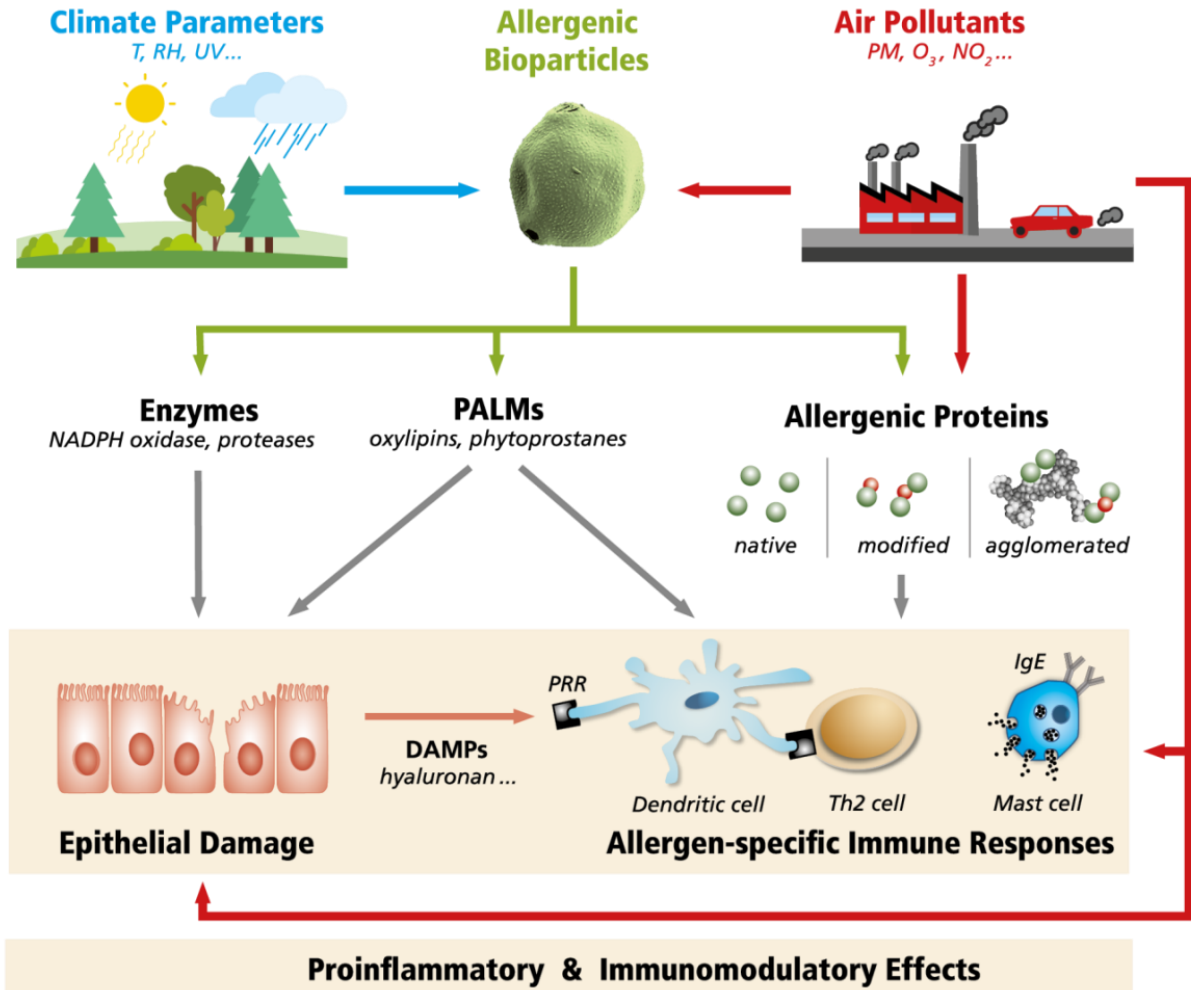 Climate Parameters
T, RH, UV...
Allergenic
Bioparticles
Air Pollutants
PM, O₃, NO₂...
Enzymes
NADPH oxidase, proteases
PALMs
oxylipins, phytoprostanes
Allergenic Proteins
native
modified
agglomerated
PRR
IgE
DAMPs
hyaluronan...
Dendritic cell
Th2 cell
Mast cell
Epithelial Damage
Allergen-specific Immune Responses
Proinflammatory & Immunomodulatory Effects